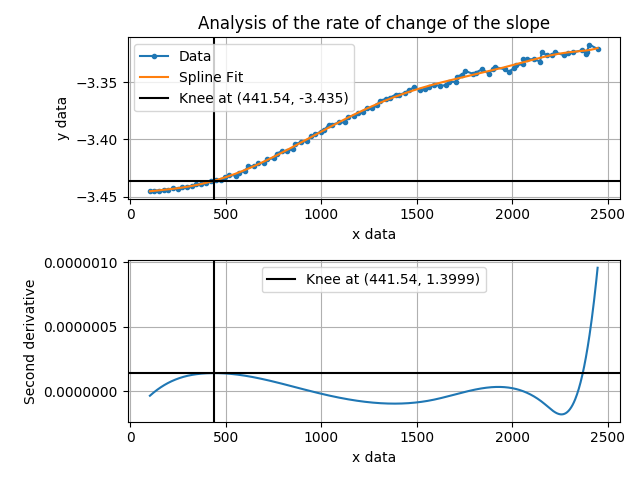 Analysis of the rate of change of the slope
Data
Spline Fit
Knee at (441.54, -3.435)
y data
−3.35
−3.40
−3.45
0 500 1000 1500 2000 2500
x data
Knee at (441.54, 1.3999)
Second derivative
0.0000010
0.0000005
0.0000000
0 500 1000 1500 2000 2500
x data